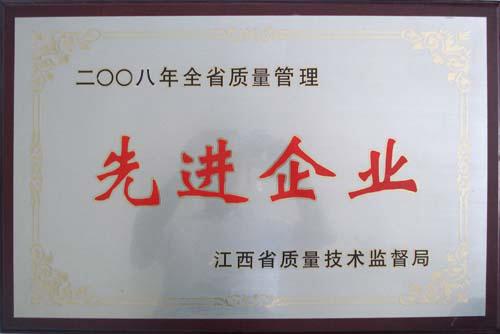 二〇〇八年全省质量管理
先进企业
江西省质量技术监督局